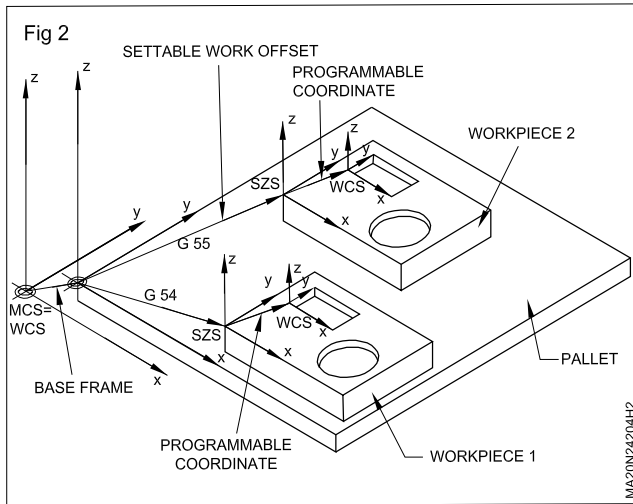 Fig 2
SETTABLE WORK OFFSET
PROGRAMMABLE
COORDINATE
z
z
z
z
WORKPIECE 2
y
y
SZS
WCS
x
y
y
x
G 55
z
z
G 54
y
y
MCS=
WCS
WCS
SZS
x
x
x
x
PALLET
BASE FRAME
PROGRAMMABLE
COORDINATE
WORKPIECE 1
MA20N24204H2